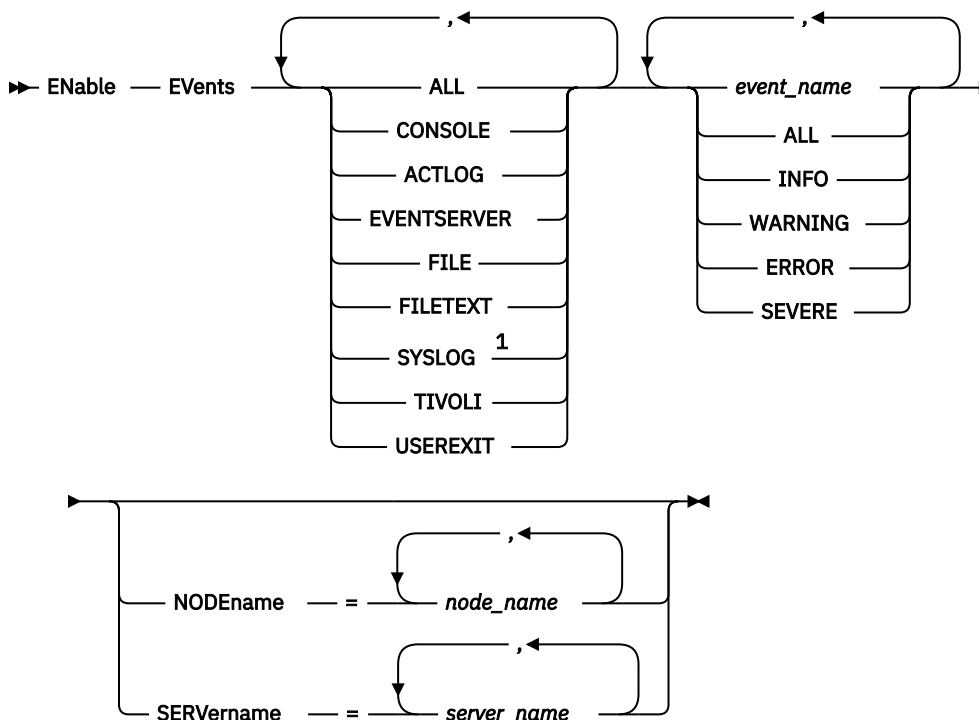 , ,
ENable EVents ALL event_name
CONSOLE ALL
ACTLOG INFO
EVENTSERVER WARNING
FILE ERROR
FILETEXT SEVERE
SYSLOG 1
TIVOLI
USEREXIT
,
NODEname = node_name
,
SERVername = server_name